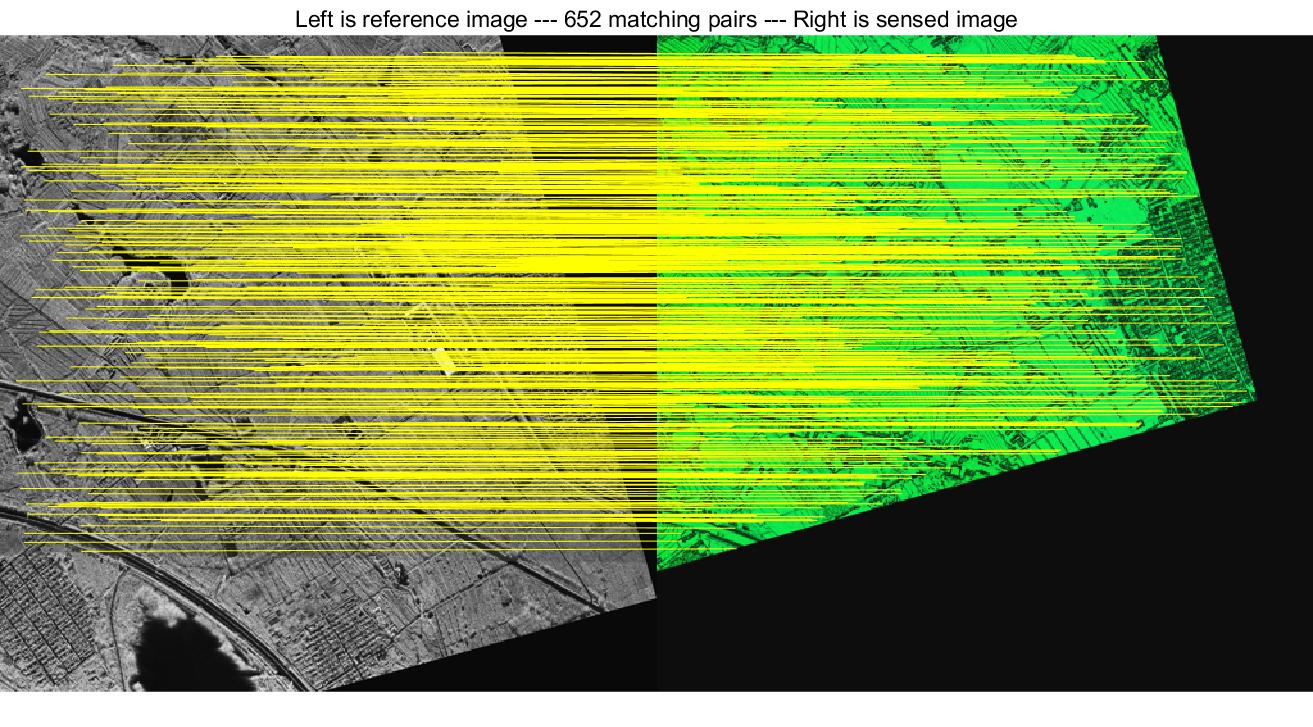 Left is reference image --- 652 matching pairs --- Right is sensed image